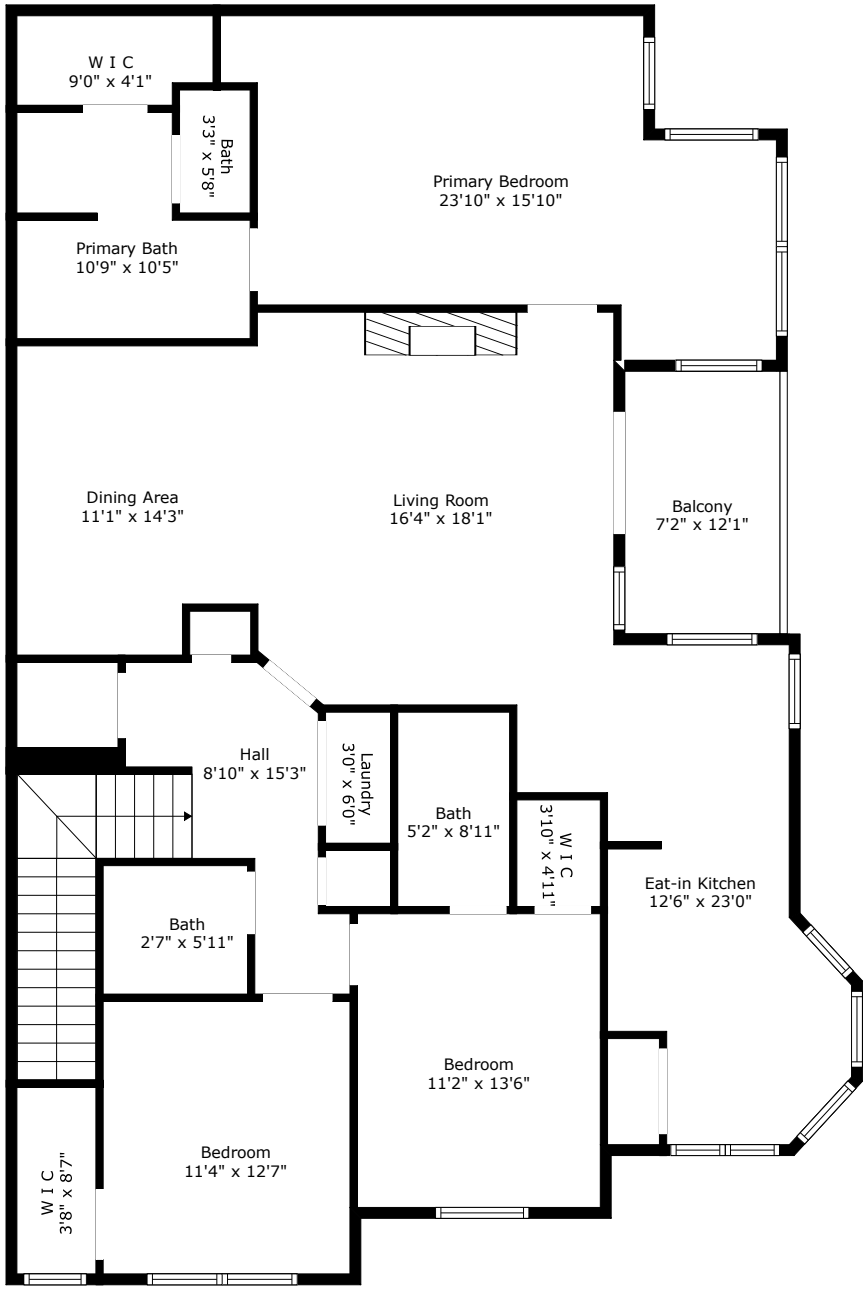 W I C
9'0" x 4'1"
Bath
3'3" x 5'8"
Primary Bedroom
23'10" x 15'10"
Primary Bath
10'9" x 10'5"
Dining Area
11'1" x 14'3"
Living Room
16'4" x 18'1"
Balcony
7'2" x 12'1"
Hall
8'10" x 15'3"
Laundry
3'0" x 6'0"
Bath
5'2" x 8'11"
W I C
3'10" x 4'11"
Eat-in Kitchen
12'6" x 23'0"
Bath
2'7" x 5'11"
Bedroom
11'2" x 13'6"
Bedroom
11'4" x 12'7"
W I C
3'8" x 8'7"